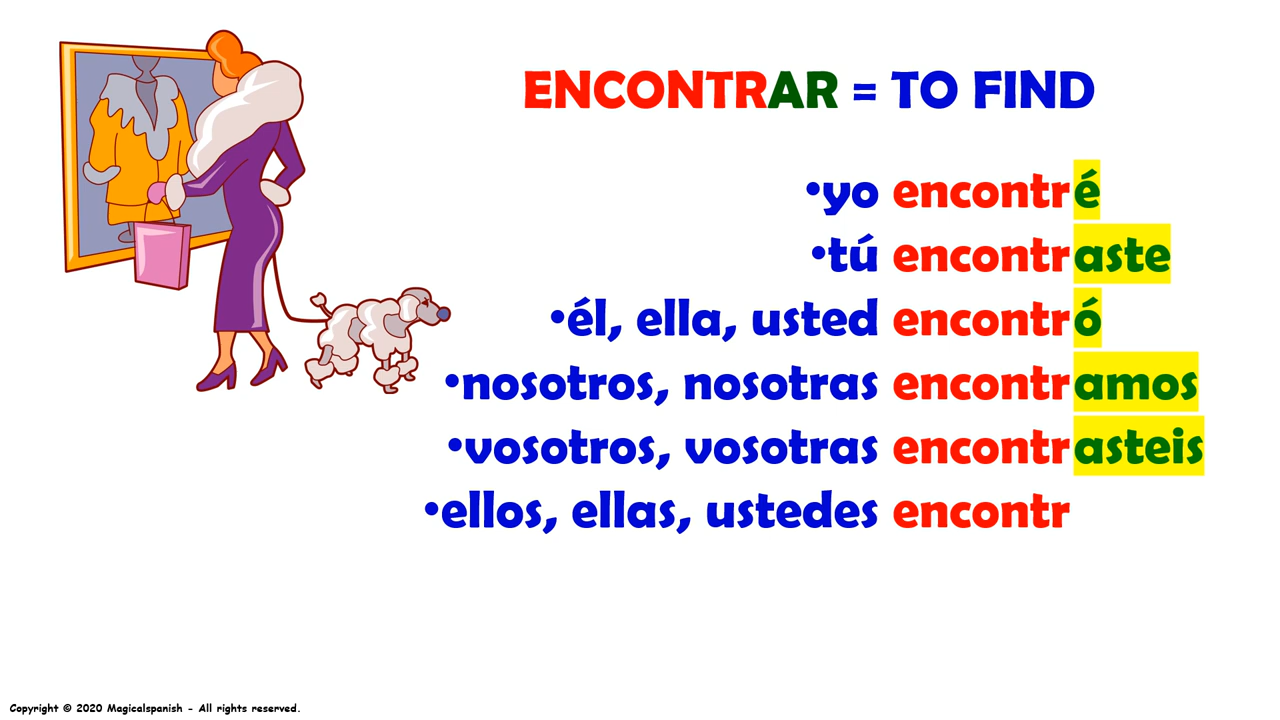 ENCONTRAR = TO FIND
•yo encontré
•tú encontraste
•él, ella, usted encontró
•nosotros, nosotras encontramos
•vosotros, vosotras encontrasteis
•ellos, ellas, ustedes encontr
Copyright © 2020 Magicalspanish - All rights reserved.